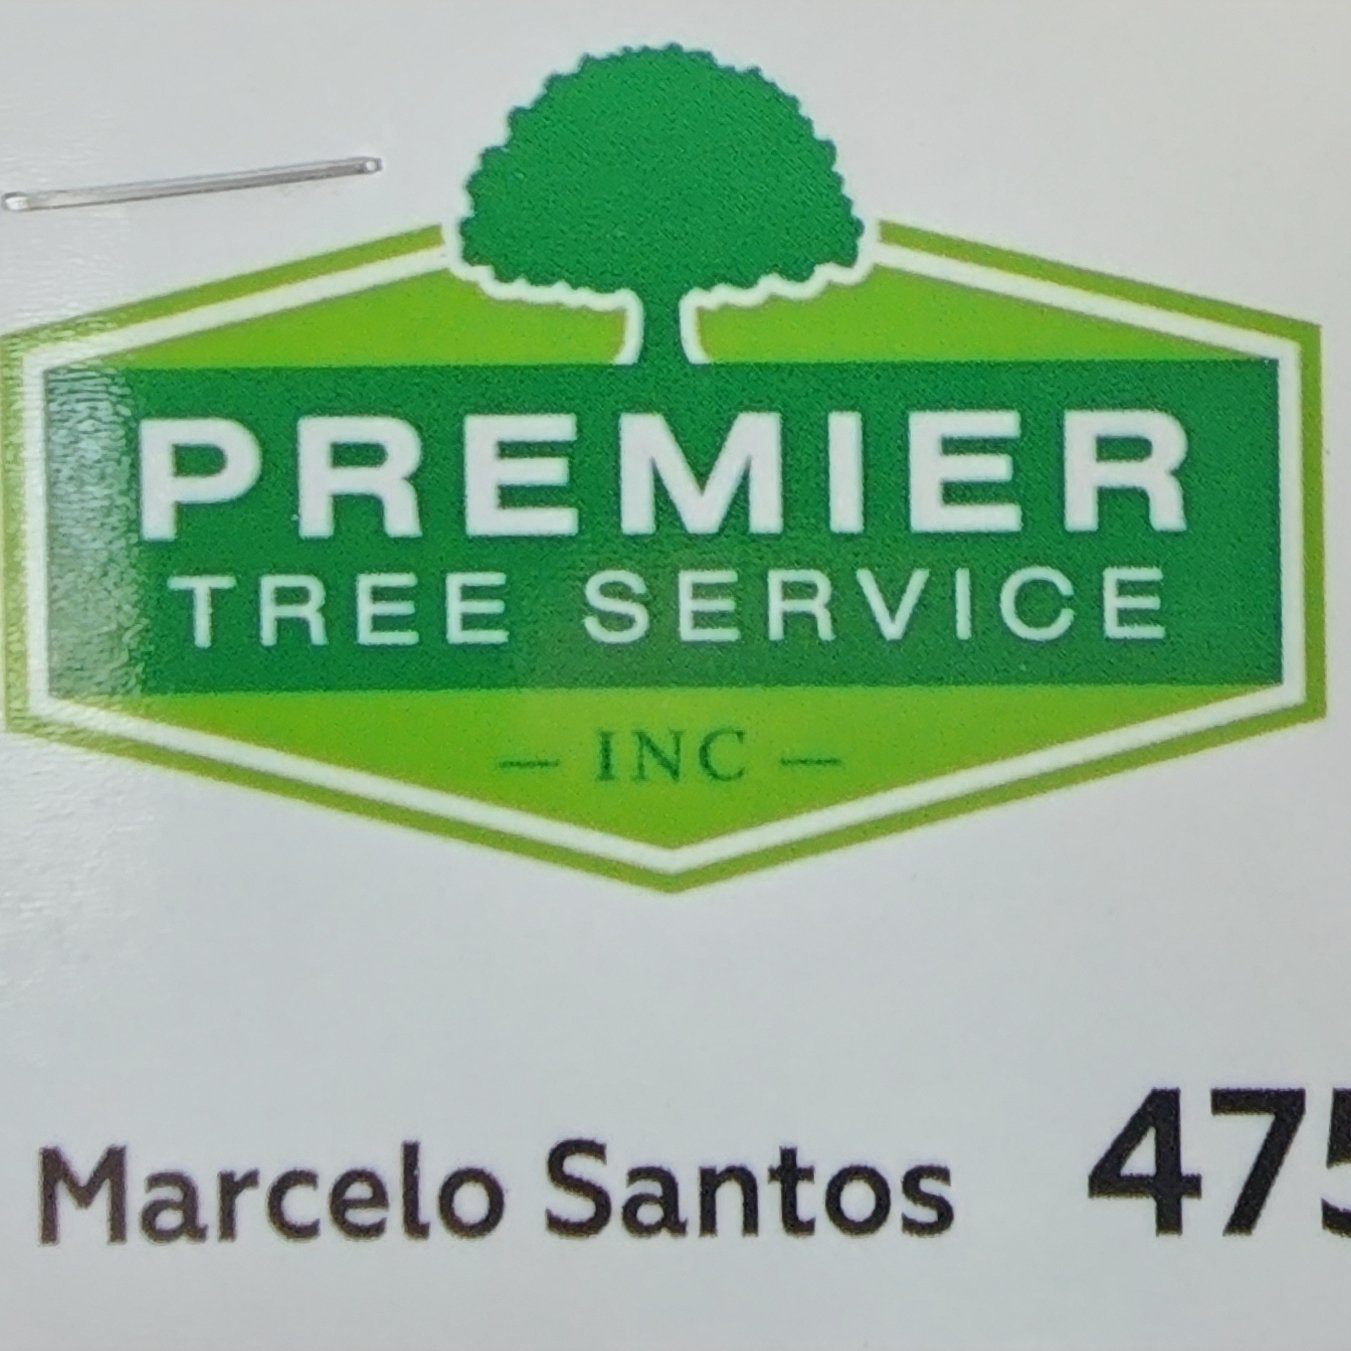 PREMIER
TREE SERVICE
— INC —
Marcelo Santos 475